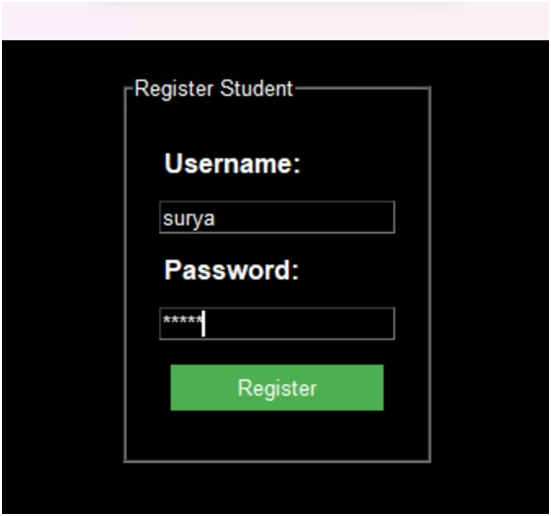 Register Student
Username:
surya
Password:
*****
Register